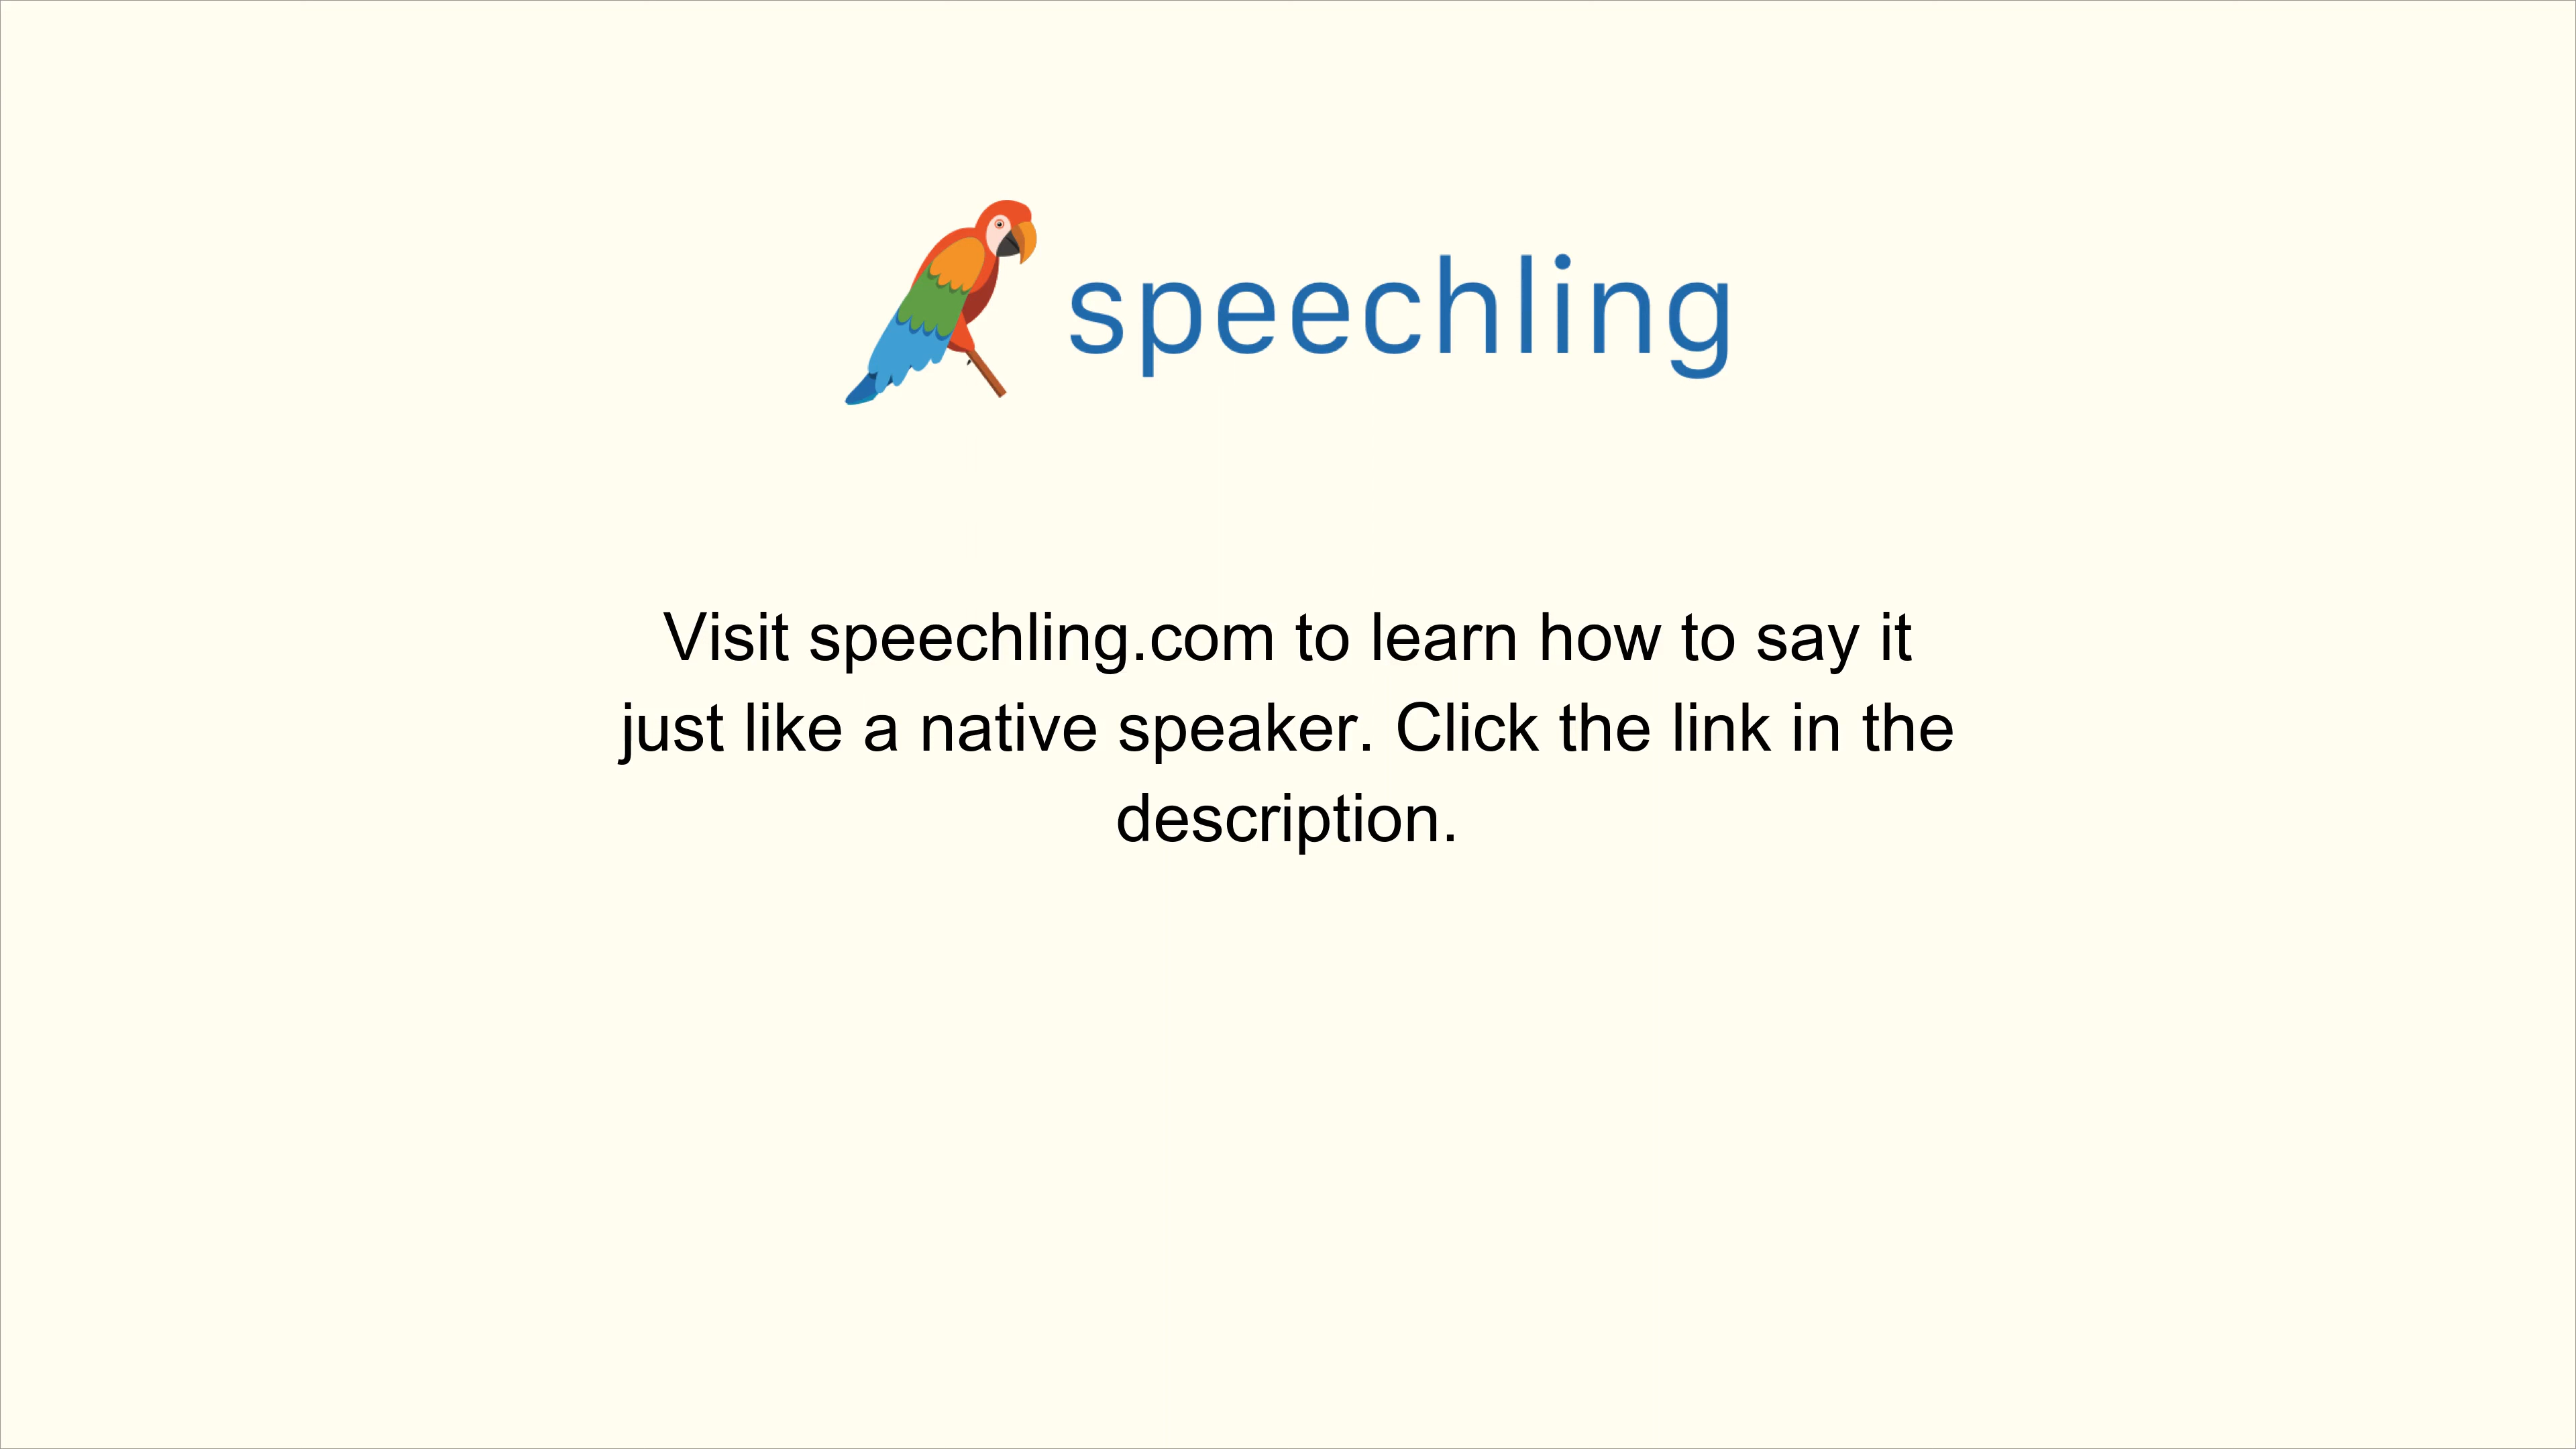 speechling
Visit speechling.com to learn how to say it
just like a native speaker. Click the link in the
description.